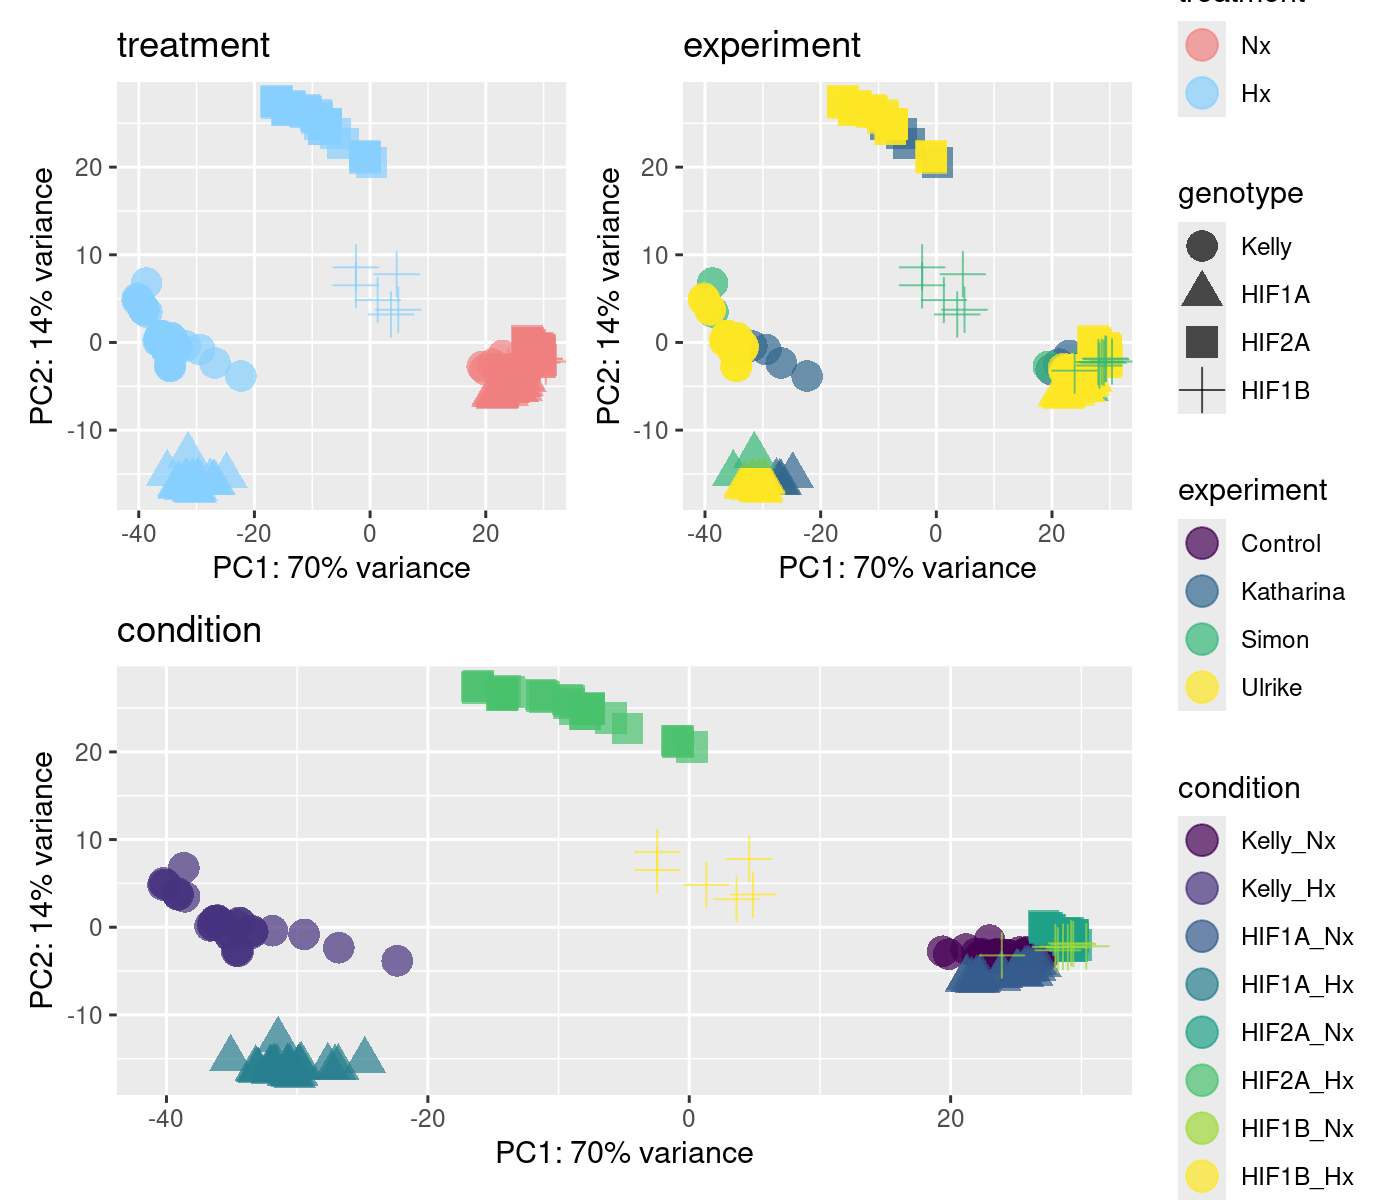 treatment
treatment
experiment
Nx
Hx
20
10
0
-10
PC2: 14% variance
-40
-20
0
20
PC1: 70% variance
20
10
0
-10
PC2: 14% variance
-40
-20
0
20
PC1: 70% variance
genotype
Kelly
HIF1A
HIF2A
HIF1B
experiment
Control
Katharina
Simon
Ulrike
condition
20
10
0
-10
PC2: 14% variance
-40
-20
0
20
PC1: 70% variance
condition
Kelly_Nx
Kelly_Hx
HIF1A_Nx
HIF1A_Hx
HIF2A_Nx
HIF2A_Hx
HIF1B_Nx
HIF1B_Hx